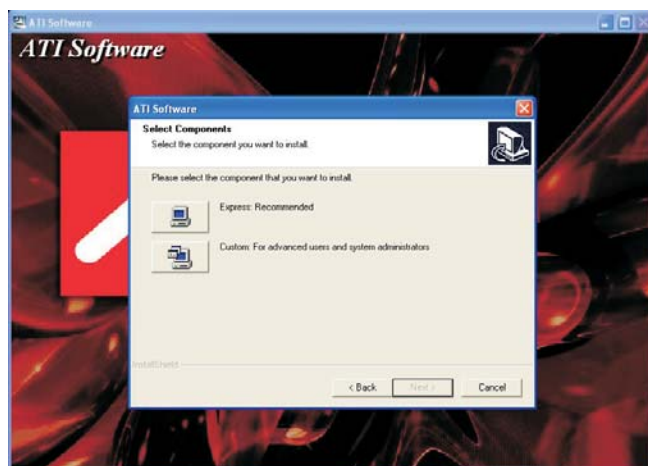 ATI Software
ATI Software
ATI Software
Select Components
Select the component you want to install.
Please select the component that you want to install.
Express: Recommended
Custom: For advanced users and system administrators
InstallShield
< Back
Next >
Cancel